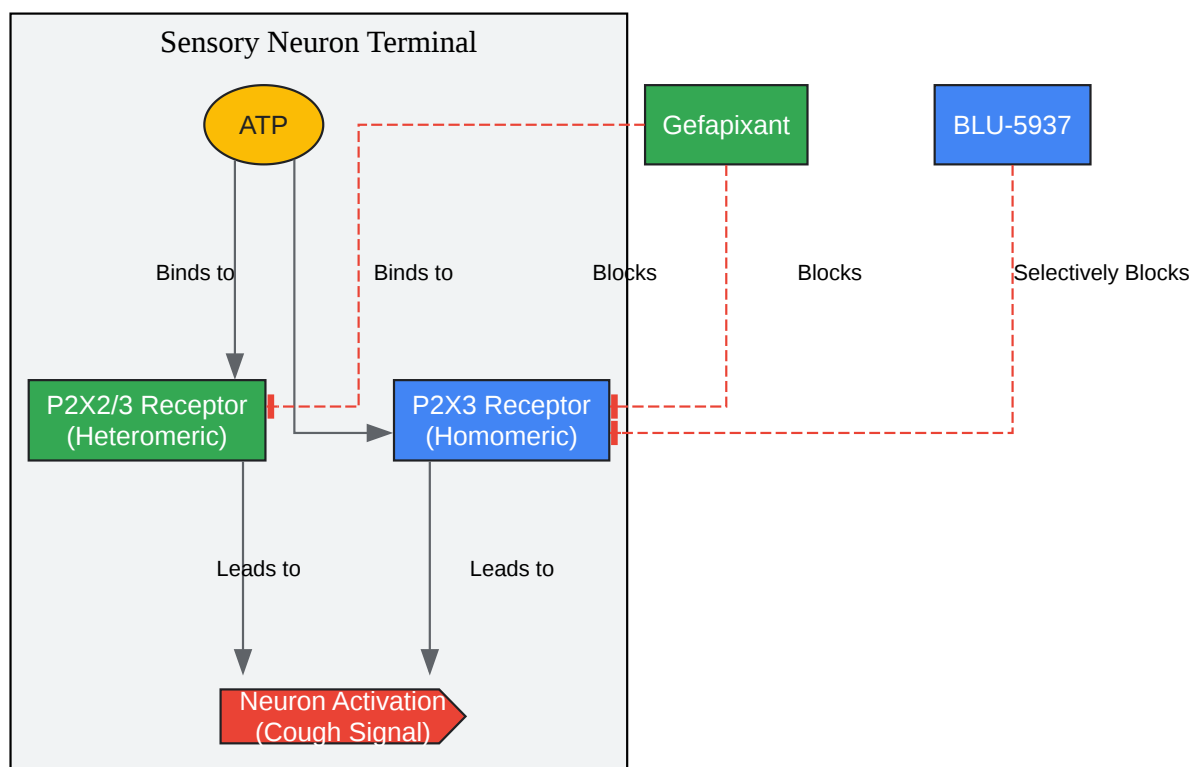 Sensory Neuron Terminal
ATP
Gefapixant
BLU-5937
Binds to
Binds to
Blocks
Blocks
Selectively Blocks
P2X2/3 Receptor
(Heteromeric)
P2X3 Receptor
(Homomeric)
Leads to
Leads to
Neuron Activation
(Cough Signal)